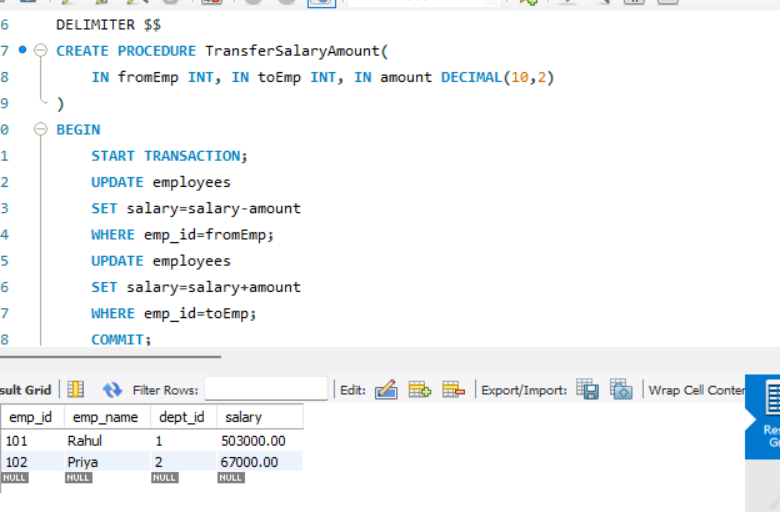 6 DELIMITER $$
7 CREATE PROCEDURE TransferSalaryAmount(
8 IN fromEmp INT, IN toEmp INT, IN amount DECIMAL(10,2)
9 )
0 BEGIN
1 START TRANSACTION;
2 UPDATE employees
3 SET salary=salary-amount
4 WHERE emp_id=fromEmp;
5 UPDATE employees
6 SET salary=salary+amount
7 WHERE emp_id=toEmp;
8 COMMIT;
sult Grid Filter Rows: Edit: Export/Import: Wrap Cell Conter
emp_id emp_name dept_id salary
101 Rahul 1 503000.00
102 Priya 2 67000.00
NULL NULL NULL NULL
Res
Gr